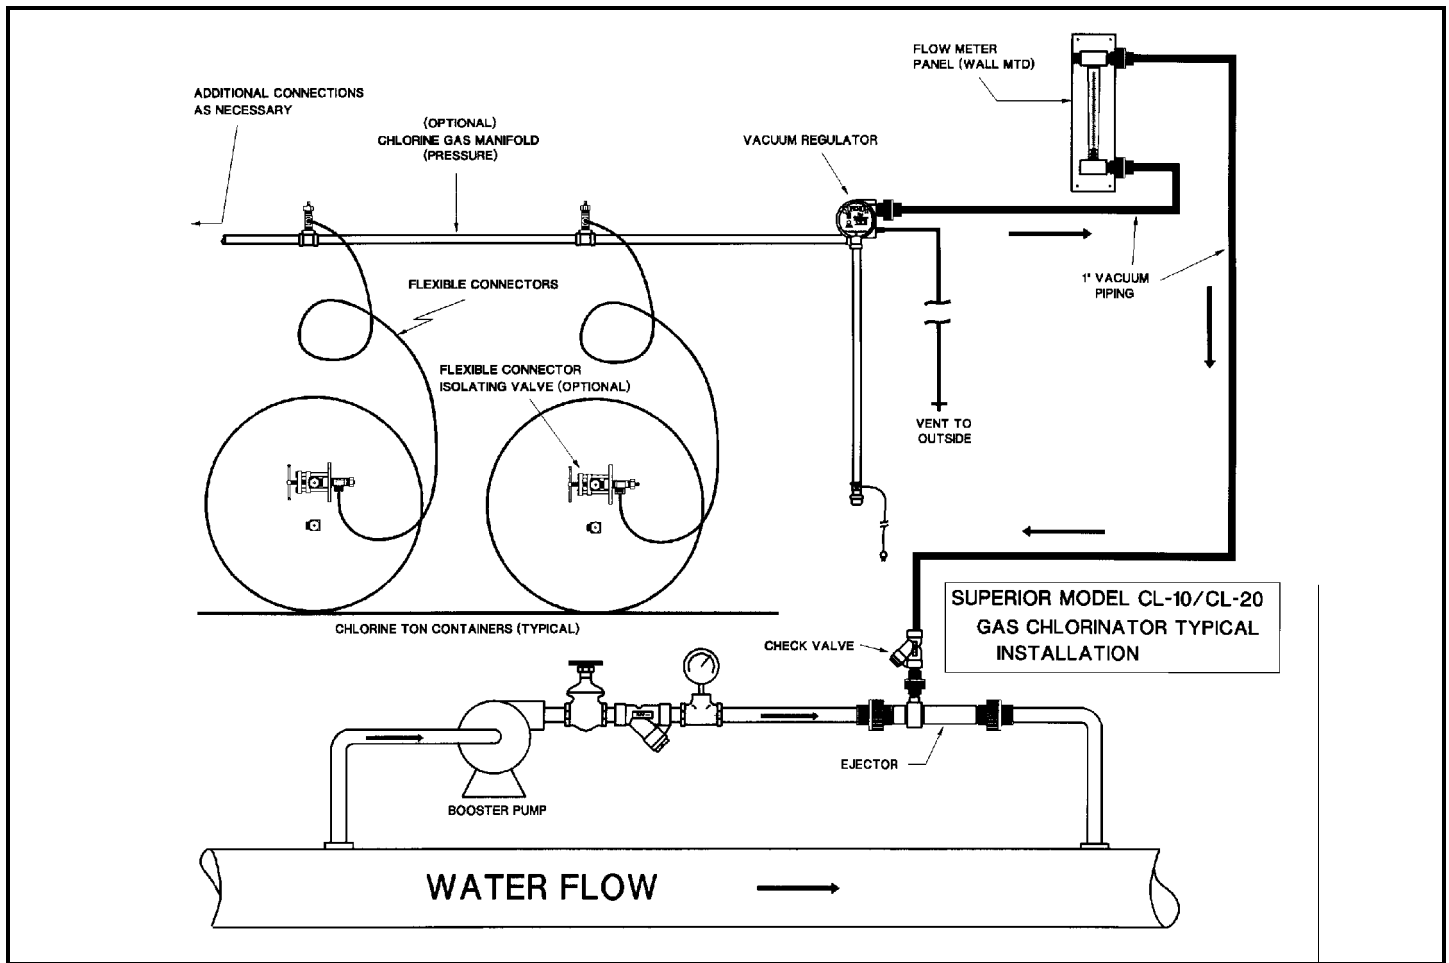 FLOW METER
PANEL (WALL MTD)
ADDITIONAL CONNECTIONS
AS NECESSARY
(OPTIONAL)
CHLORINE GAS MANIFOLD
(PRESSURE)
VACUUM REGULATOR
FLEXIBLE CONNECTORS
1" VACUUM
PIPING
FLEXIBLE CONNECTOR
ISOLATING VALVE (OPTIONAL)
VENT TO
OUTSIDE
CHLORINE TON CONTAINERS (TYPICAL)
SUPERIOR MODEL CL-10/CL-20
GAS CHLORINATOR TYPICAL
INSTALLATION
CHECK VALVE
EJECTOR
BOOSTER PUMP
WATER FLOW